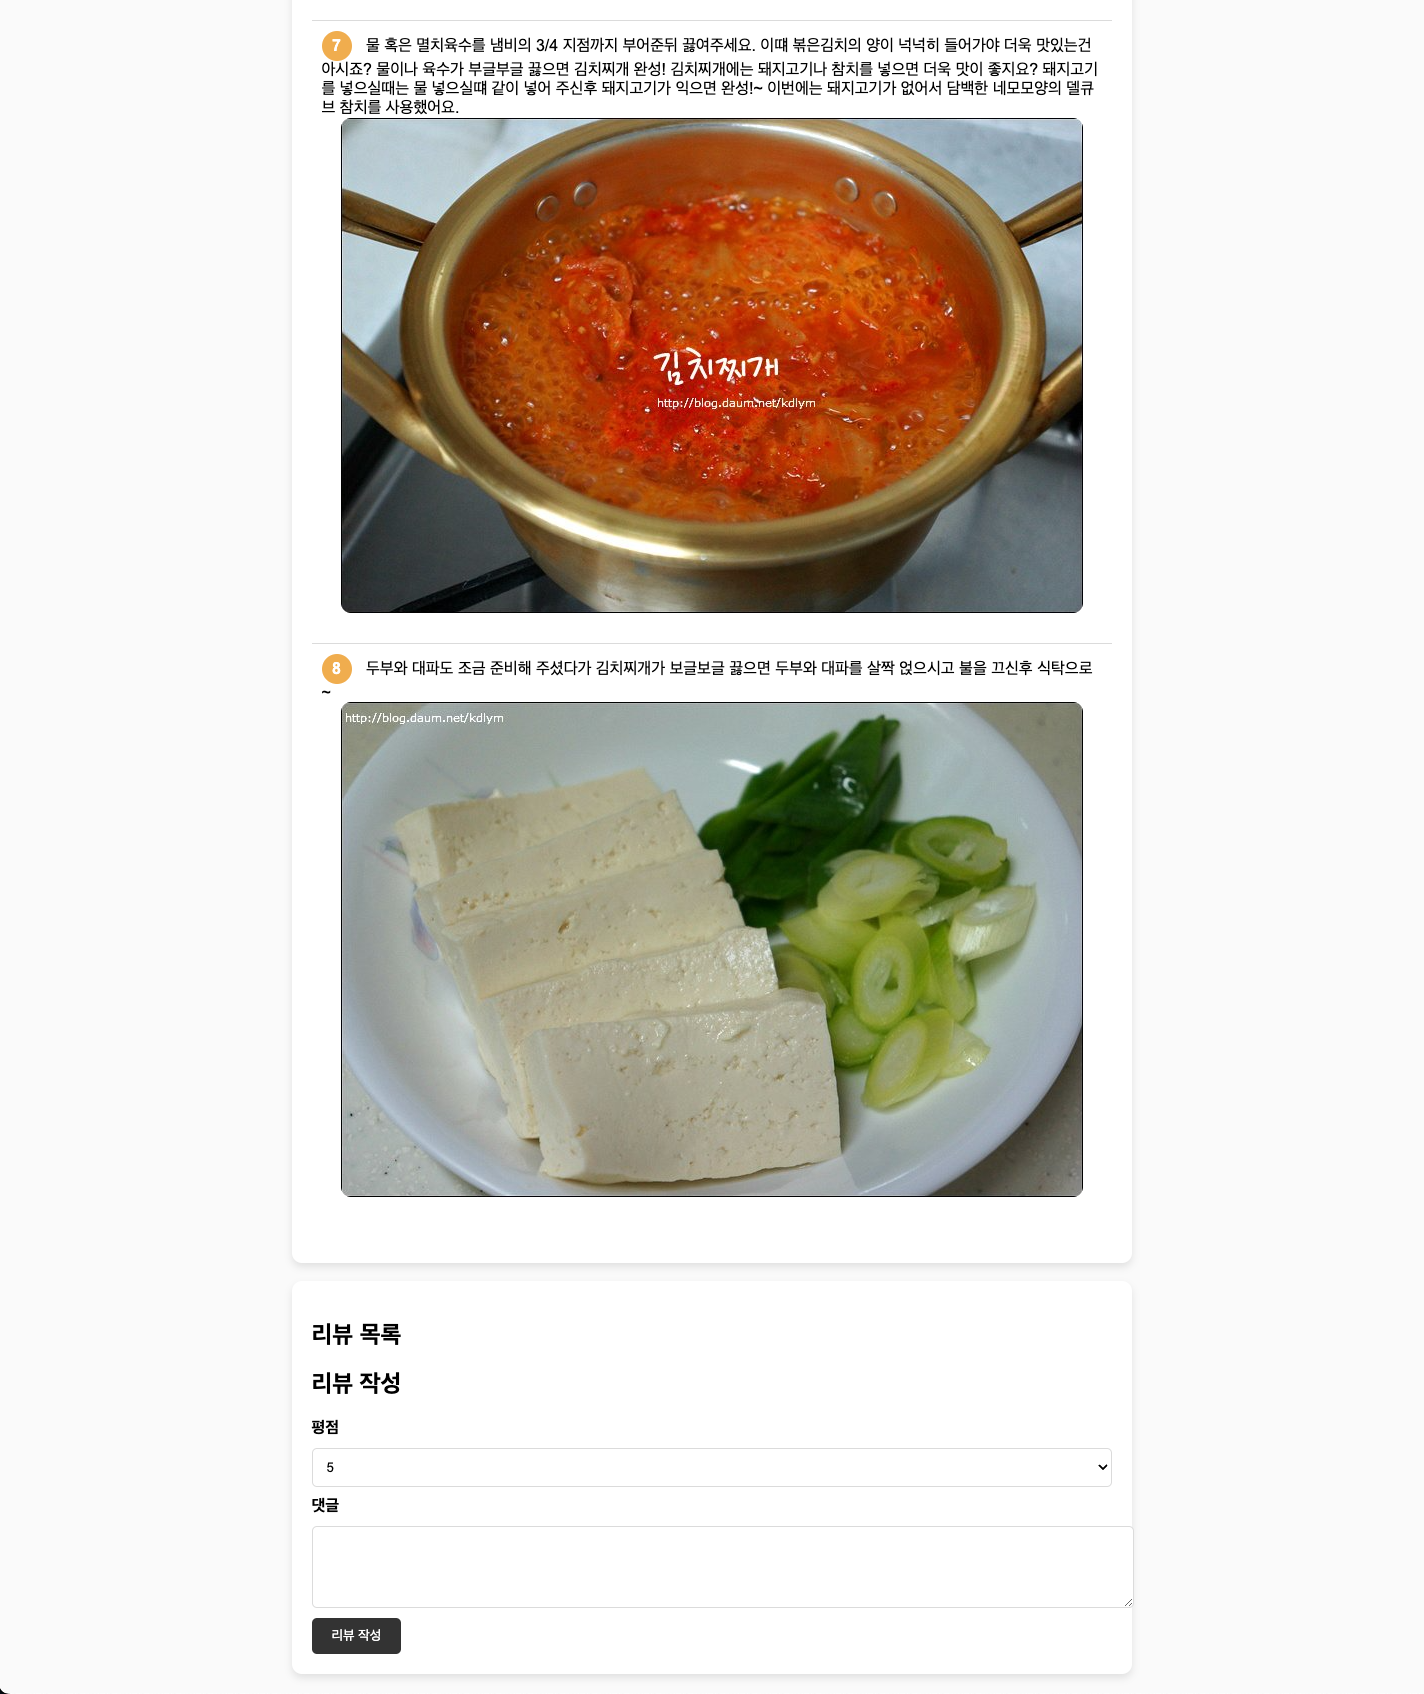 7 물 혹은 멸치육수를 냄비의 3/4 지점까지 부어준뒤 끓여주세요. 이떄 볶은김치의 양이 넉넉히 들어가야 더욱 맛있는건
아시죠? 물이나 육수가 부글부글 끓으면 김치찌개 완성! 김치찌개에는 돼지고기나 참치를 넣으면 더욱 맛이 좋지요? 돼지고기
를 넣으실때는 물 넣으실떄 같이 넣어 주신후 돼지고기가 익으면 완성!~ 이번에는 돼지고기가 없어서 담백한 네모모양의 델큐
브 참치를 사용했어요.
김치찌개
http://blog.daum.net/kdlym
8 두부와 대파도 조금 준비해 주셨다가 김치찌개가 보글보글 끓으면 두부와 대파를 살짝 얹으시고 불을 끄신후 식탁으로
~
http://blog.daum.net/kdlym
리뷰 목록
리뷰 작성
평점
5
댓글
리뷰 작성